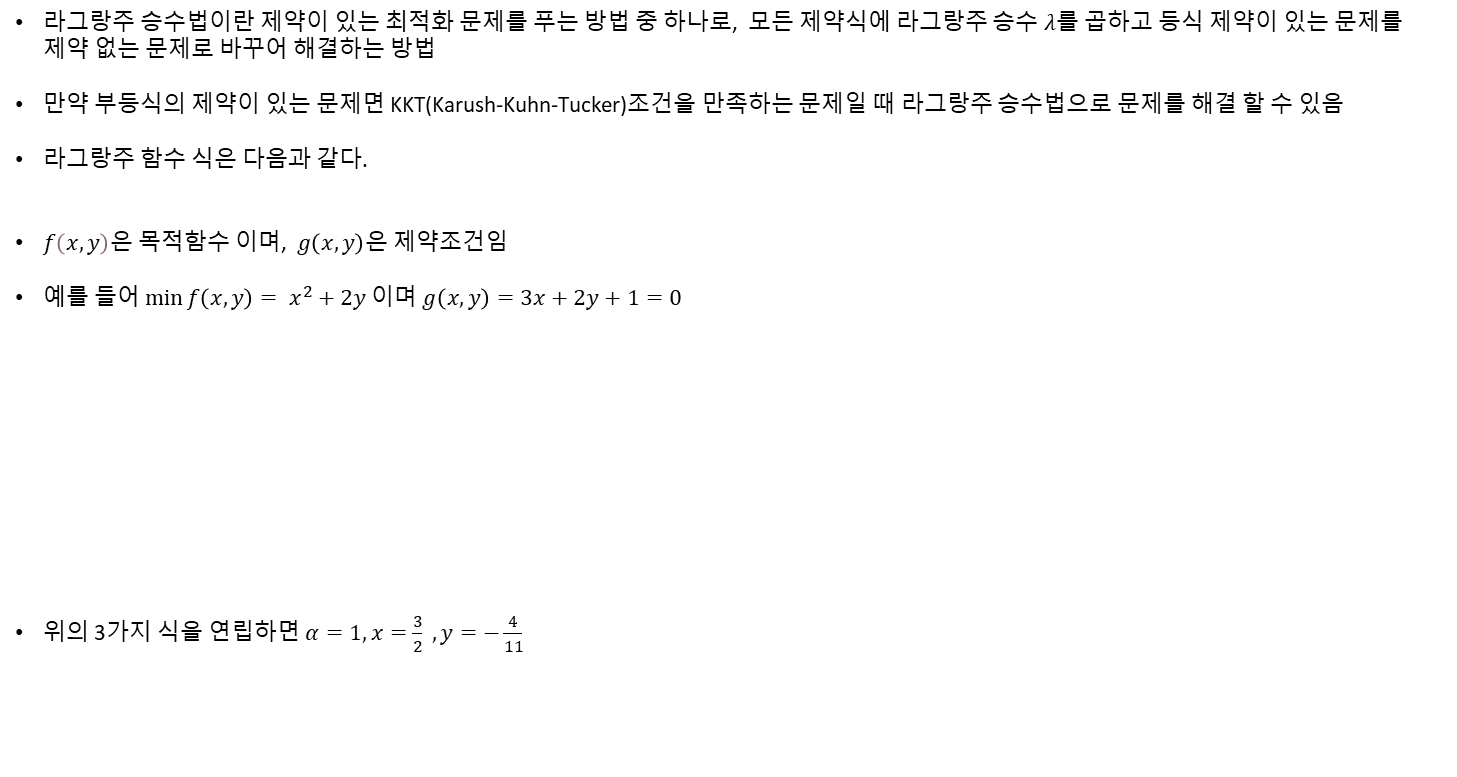 • 라그랑주 승수법이란 제약이 있는 최적화 문제를 푸는 방법 중 하나로, 모든 제약식에 라그랑주 승수 λ를 곱하고 등식 제약이 있는 문제를
제약 없는 문제로 바꾸어 해결하는 방법
• 만약 부등식의 제약이 있는 문제면 KKT(Karush-Kuhn-Tucker)조건을 만족하는 문제일 때 라그랑주 승수법으로 문제를 해결 할 수 있음
• 라그랑주 함수 식은 다음과 같다.
• f(x,y)은 목적함수 이며, g(x,y)은 제약조건임
• 예를 들어 min f(x,y) = x² + 2y 이며 g(x,y) = 3x + 2y + 1 = 0
• 위의 3가지 식을 연립하면 α = 1, x = 3/2 , y = − 4/11